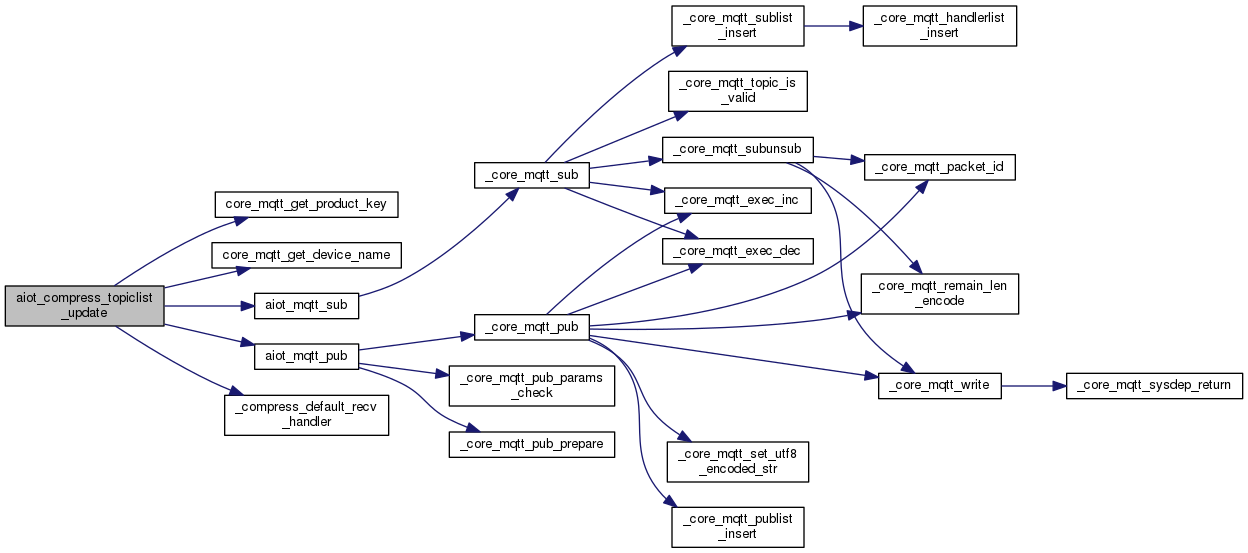 aiot_compress_topiclist
_update
core_mqtt_get_product_key
core_mqtt_get_device_name
aiot_mqtt_sub
aiot_mqtt_pub
_compress_default_recv
_handler
_core_mqtt_sub
_core_mqtt_pub
_core_mqtt_pub_params
_check
_core_mqtt_pub_prepare
_core_mqtt_sublist
_insert
_core_mqtt_topic_is
_valid
_core_mqtt_subunsub
_core_mqtt_exec_inc
_core_mqtt_exec_dec
_core_mqtt_set_utf8
_encoded_str
_core_mqtt_publist
_insert
_core_mqtt_handlerlist
_insert
_core_mqtt_packet_id
_core_mqtt_remain_len
_encode
_core_mqtt_write
_core_mqtt_sysdep_return